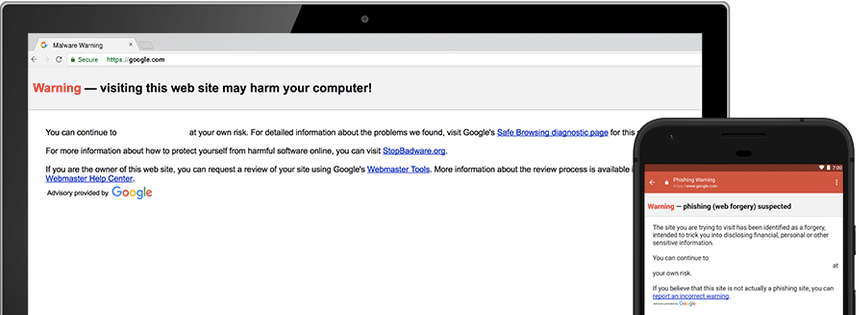 Malware Warning
Secure https://google.com
Warning — visiting this web site may harm your computer!
You can continue to at your own risk. For detailed information about the problems we found, visit Google's Safe Browsing diagnostic page for this
For more information about how to protect yourself from harmful software online, you can visit StopBadware.org.
If you are the owner of this web site, you can request a review of your site using Google's Webmaster Tools. More information about the review process is available
Webmaster Help Center.
Advisory provided by Google
7:00
Phishing Warning
https://www.google.com
Warning — phishing (web forgery) suspected
The site you are trying to visit has been identified as a forgery,
intended to trick you into disclosing financial, personal or other
sensitive information.
You can continue to
at
your own risk.
If you believe that this site is not actually a phishing site, you can
report an incorrect warning.
Advisory provided by Google